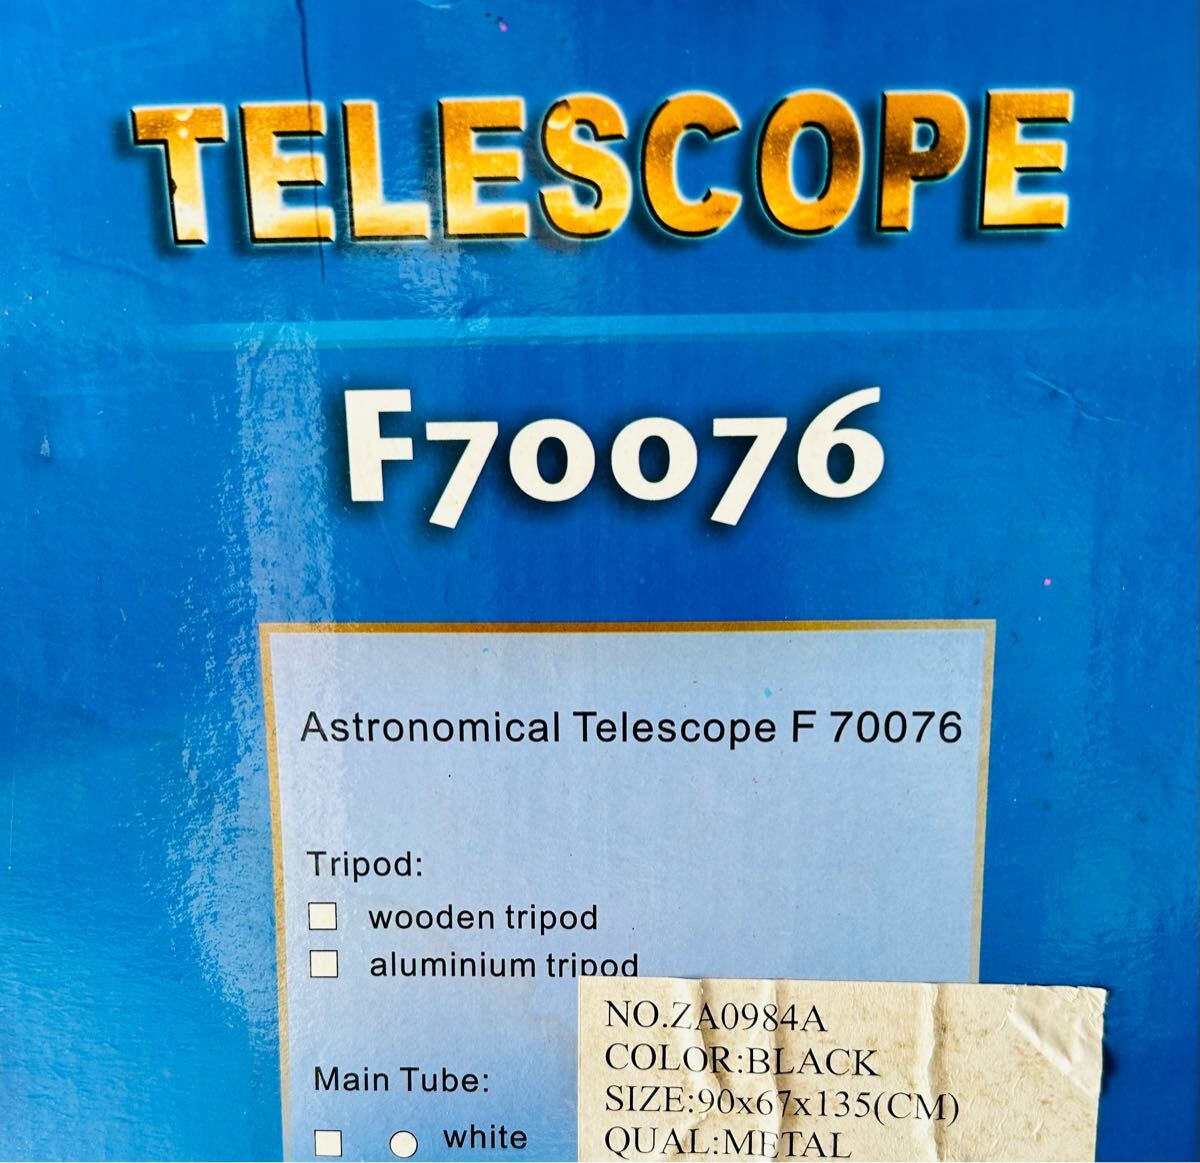 TELESCOPE
F70076
Astronomical Telescope F 70076
Tripod:
wooden tripod
aluminium tripod
Main Tube:
white
NO.ZA0984A
COLOR:BLACK
SIZE:90x67x135(CM)
QUAL:METAL